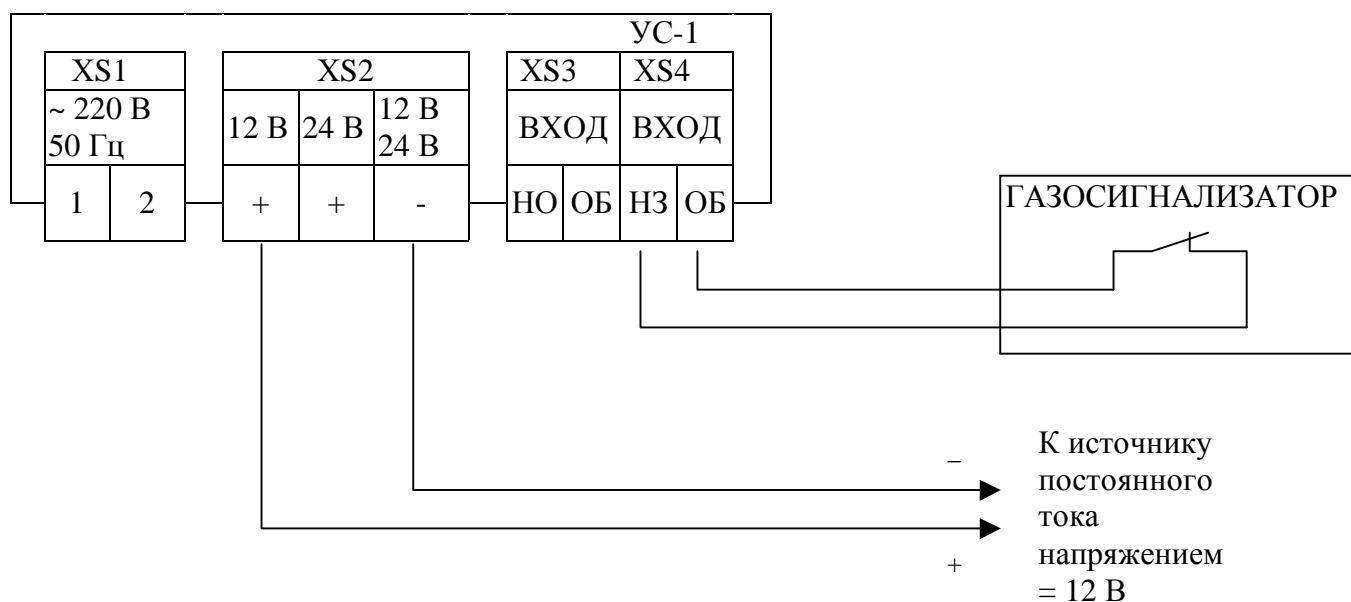 УС-1
XS1
XS2
XS3
XS4
~ 220 В
50 Гц
12 В
24 В
12 В
24 В
ВХОД
ВХОД
1
2
+
+
-
НО
ОБ
НЗ
ОБ
ГАЗОСИГНАЛИЗАТОР
–
К источнику
постоянного
тока
напряжением
= 12 В
+